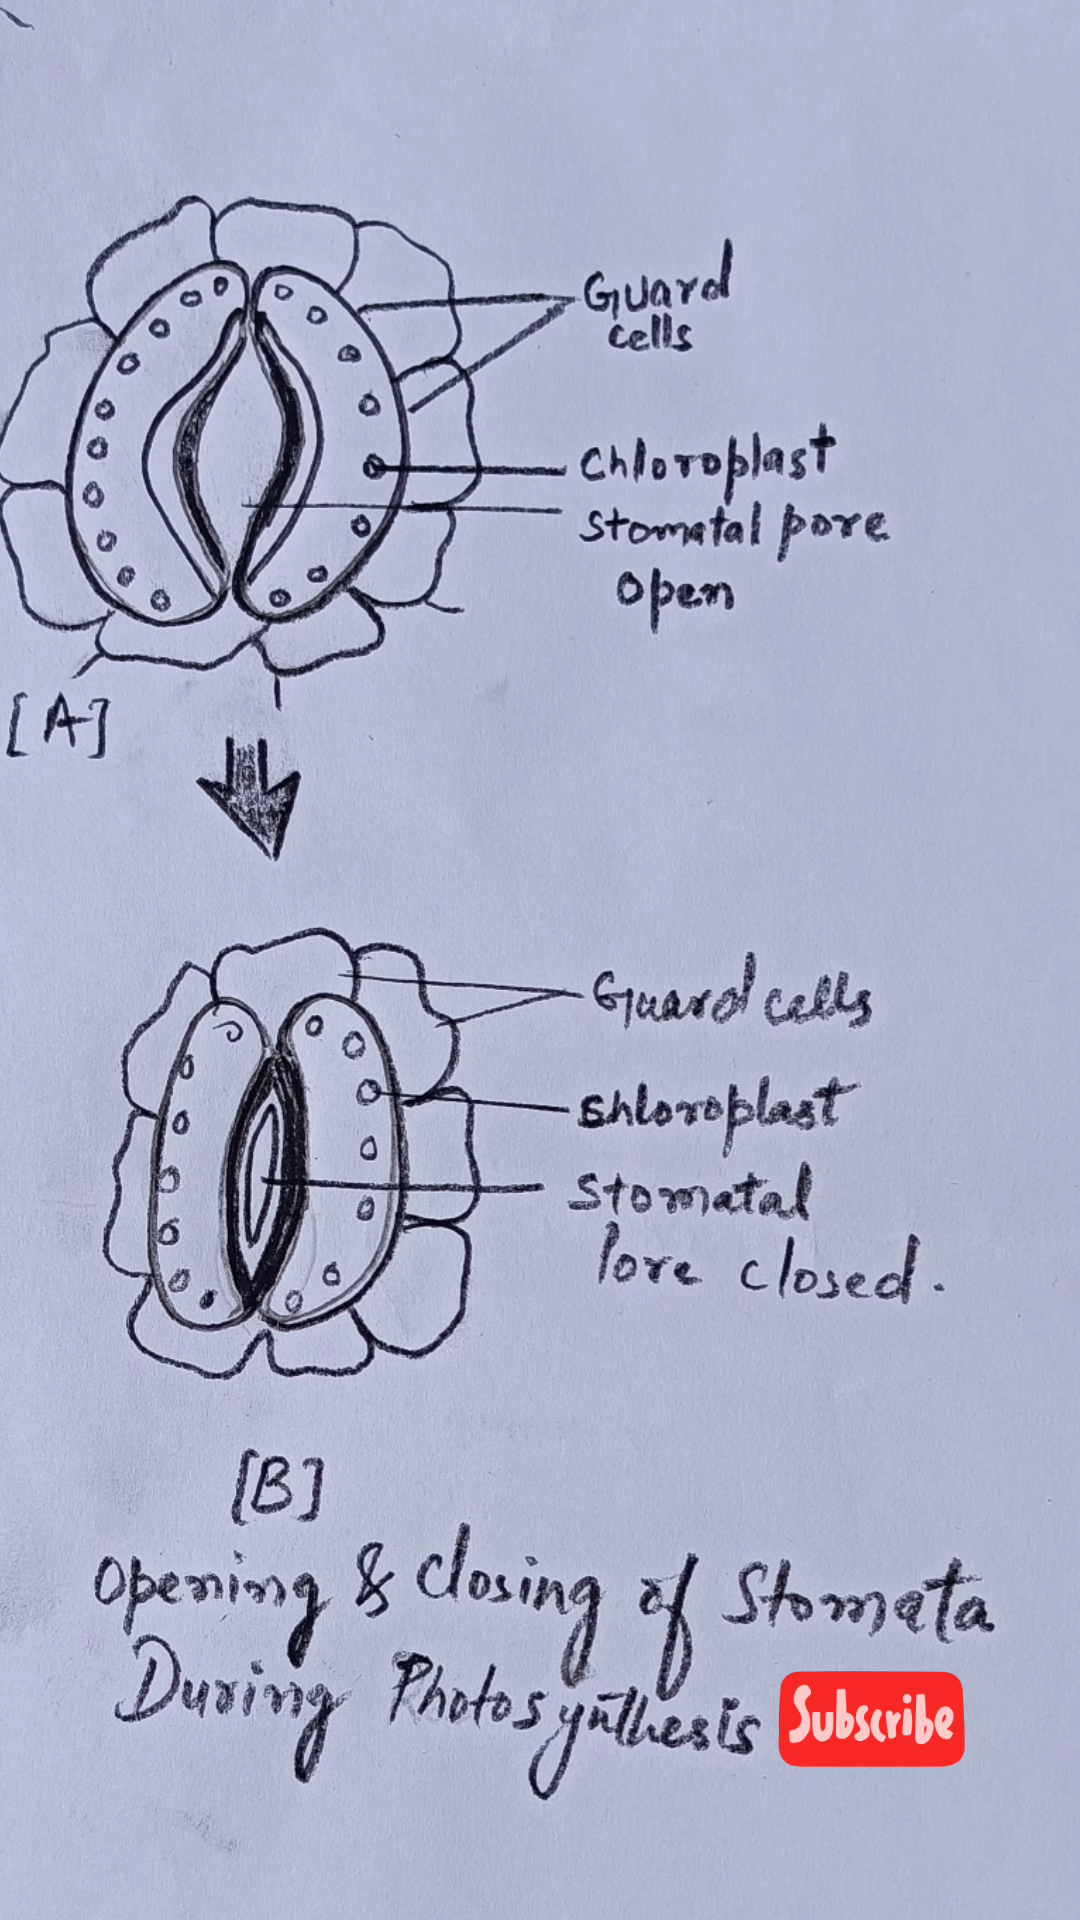 Guard
cells
Chloroplast
Stomatal pore
open
[A]
Guard cells
Shloroplast
Stomatal
lore closed.
[B]
Opening & Closing of Stomata
During Photosynthesis
Subscribe